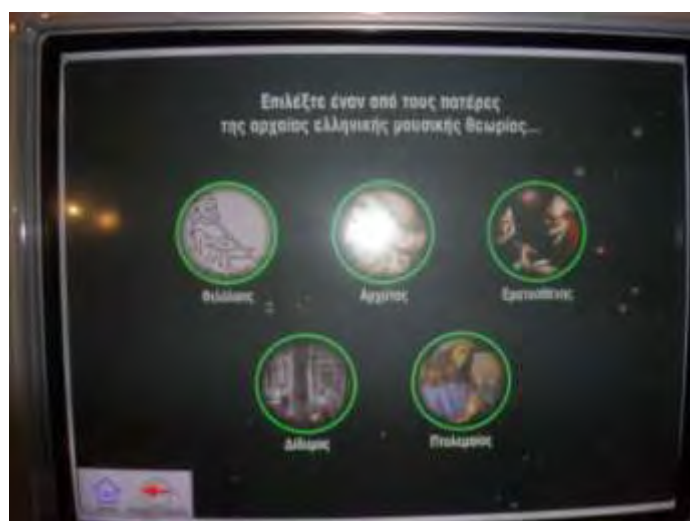 Επιλέξτε έναν από τους πατέρες
της αρχαίας ελληνικής μουσικής θεωρίας...
Φιλόλαος
Αρχύτας
Ερατοσθένης
Δίδυμος
Πτολεμαίος